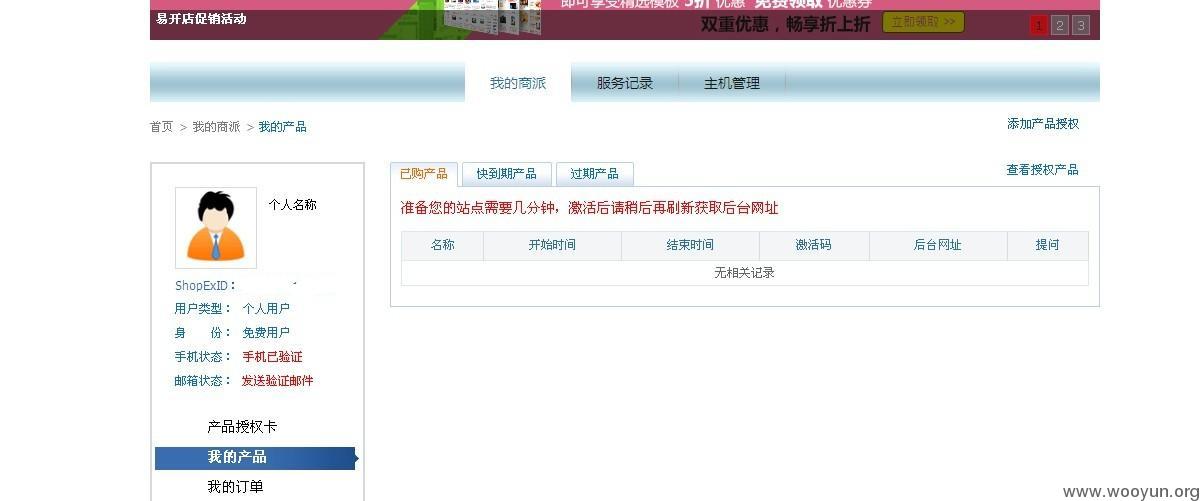 即可享受精选模板 5折 优惠 免费领取 优惠券
易开店促销活动
双重优惠，畅享折上折 立即领取 >>
1 2 3
我的商派 服务记录 主机管理
首页 > 我的商派 > 我的产品 添加产品授权
已购产品 快到期产品 过期产品 查看授权产品
个人名称
准备您的站点需要几分钟，激活后请稍后再刷新获取后台网址
名称 开始时间 结束时间 激活码 后台网址 提问
无相关记录
ShopExID：
用户类型： 个人用户
身 份： 免费用户
手机状态： 手机已验证
邮箱状态： 发送验证邮件
产品授权卡
我的产品
我的订单
www.wooyun.org